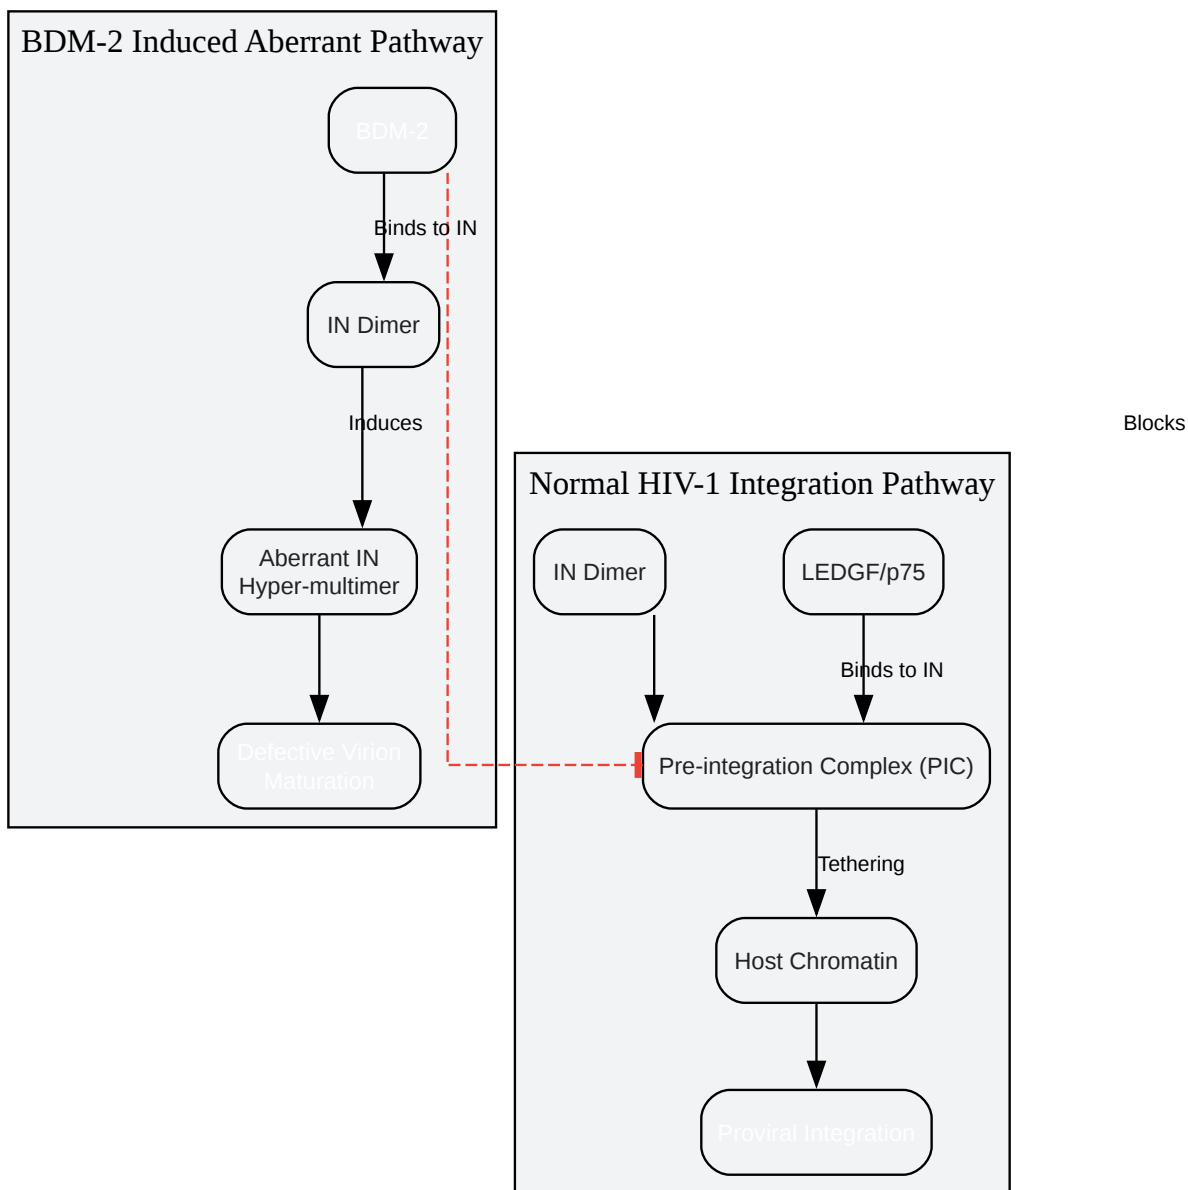 BDM-2 Induced Aberrant Pathway
BDM-2
Binds to IN
IN Dimer
Induces
Aberrant IN
Hyper-multimer
Defective Virion
Maturation
Blocks
Normal HIV-1 Integration Pathway
IN Dimer
LEDGF/p75
Binds to IN
Pre-integration Complex (PIC)
Tethering
Host Chromatin
Proviral Integration